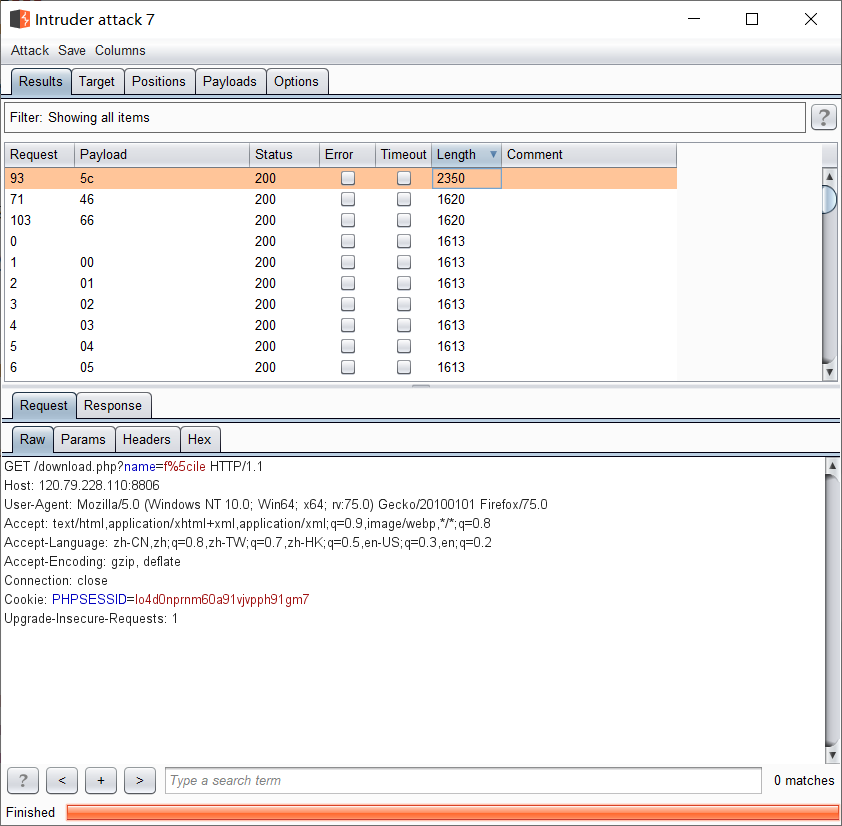 Intruder attack 7
Attack Save Columns
Results Target Positions Payloads Options
Filter: Showing all items ?
Request Payload Status Error Timeout Length Comment
93 5c 200 2350
71 46 200 1620
103 66 200 1620
0 200 1613
1 00 200 1613
2 01 200 1613
3 02 200 1613
4 03 200 1613
5 04 200 1613
6 05 200 1613
Request Response
Raw Params Headers Hex
GET /download.php?name=f%5cile HTTP/1.1
Host: 120.79.228.110:8806
User-Agent: Mozilla/5.0 (Windows NT 10.0; Win64; x64; rv:75.0) Gecko/20100101 Firefox/75.0
Accept: text/html,application/xhtml+xml,application/xml;q=0.9,image/webp,*/*;q=0.8
Accept-Language: zh-CN,zh;q=0.8,zh-TW;q=0.7,zh-HK;q=0.5,en-US;q=0.3,en;q=0.2
Accept-Encoding: gzip, deflate
Connection: close
Cookie: PHPSESSID=lo4d0nprnm60a91vjvpph91gm7
Upgrade-Insecure-Requests: 1
? < + > Type a search term 0 matches
Finished